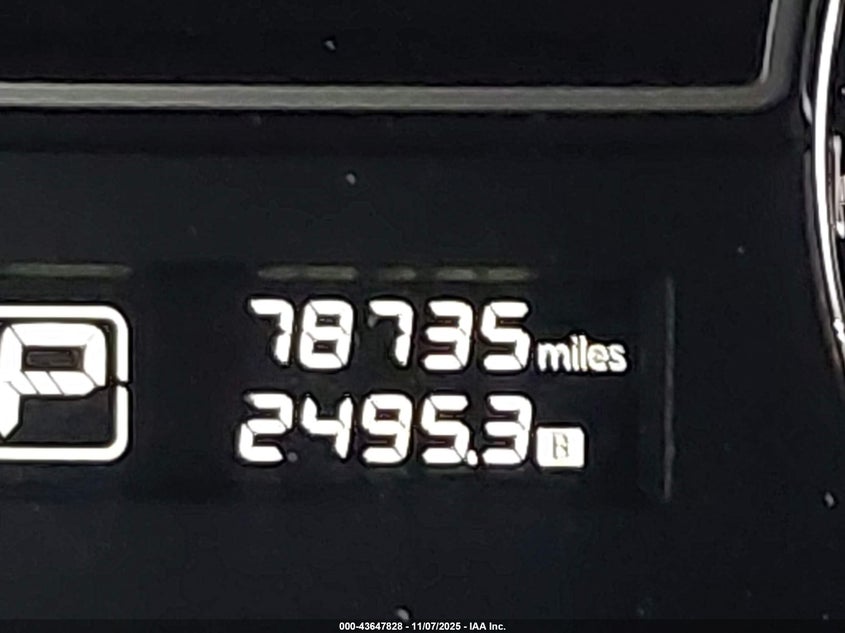 P
78735 miles
2495.3 B
000-43647828 - 11/07/2025 - IAA Inc.